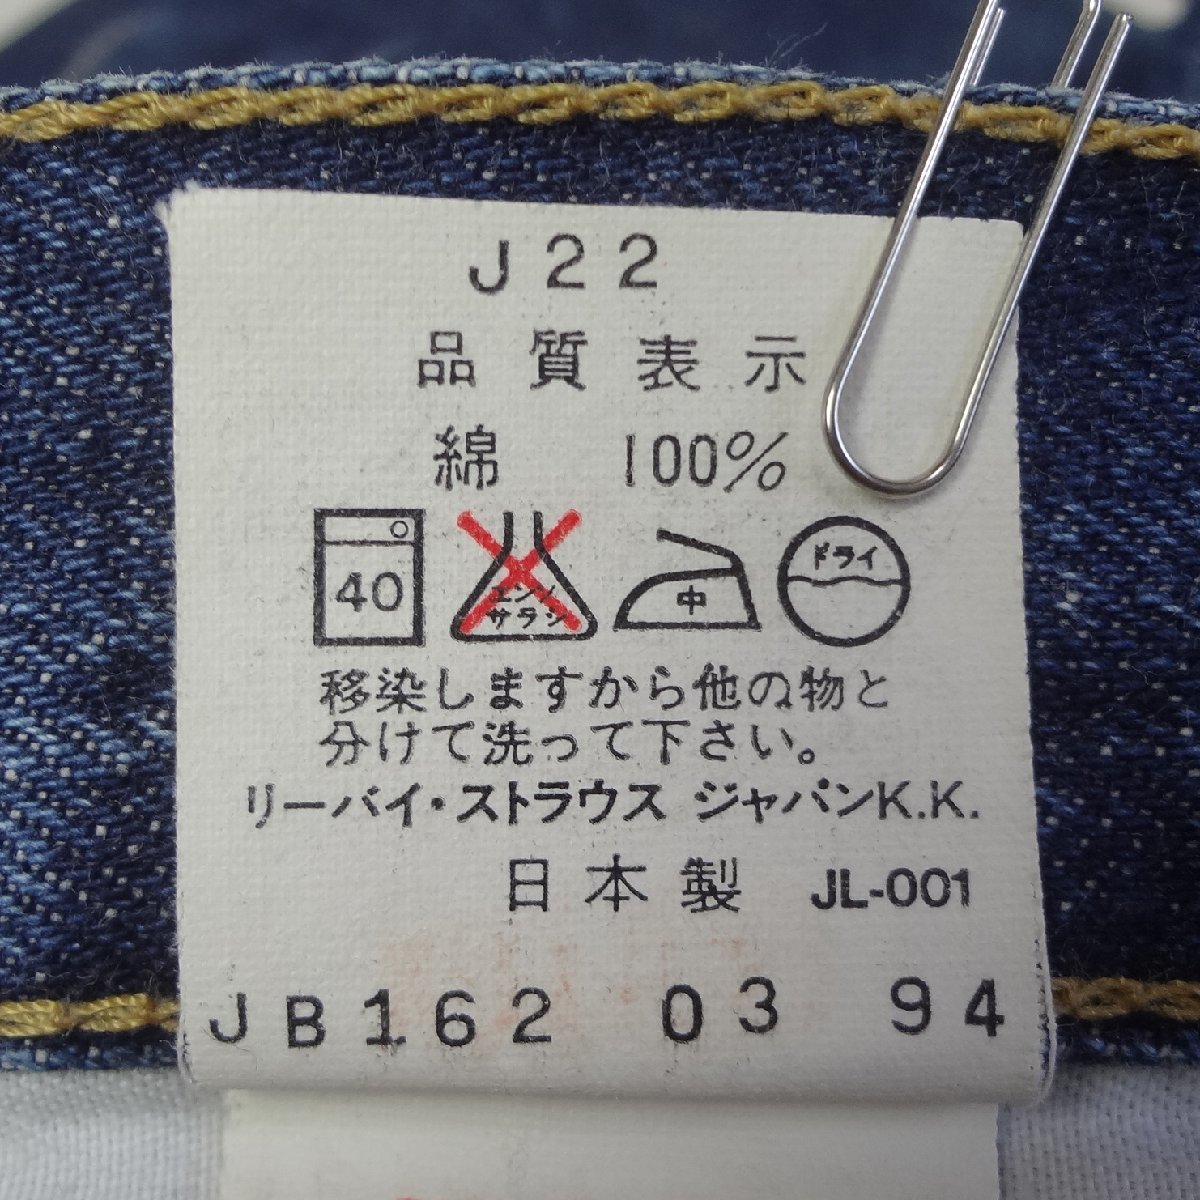 J22
品質表示
綿 100%
40 エンソサラシ 中 ドライ
移染しますから他の物と
分けて洗って下さい。
リーバイ・ストラウス ジャパンK.K.
日本製 JL-001
JB162 03 94